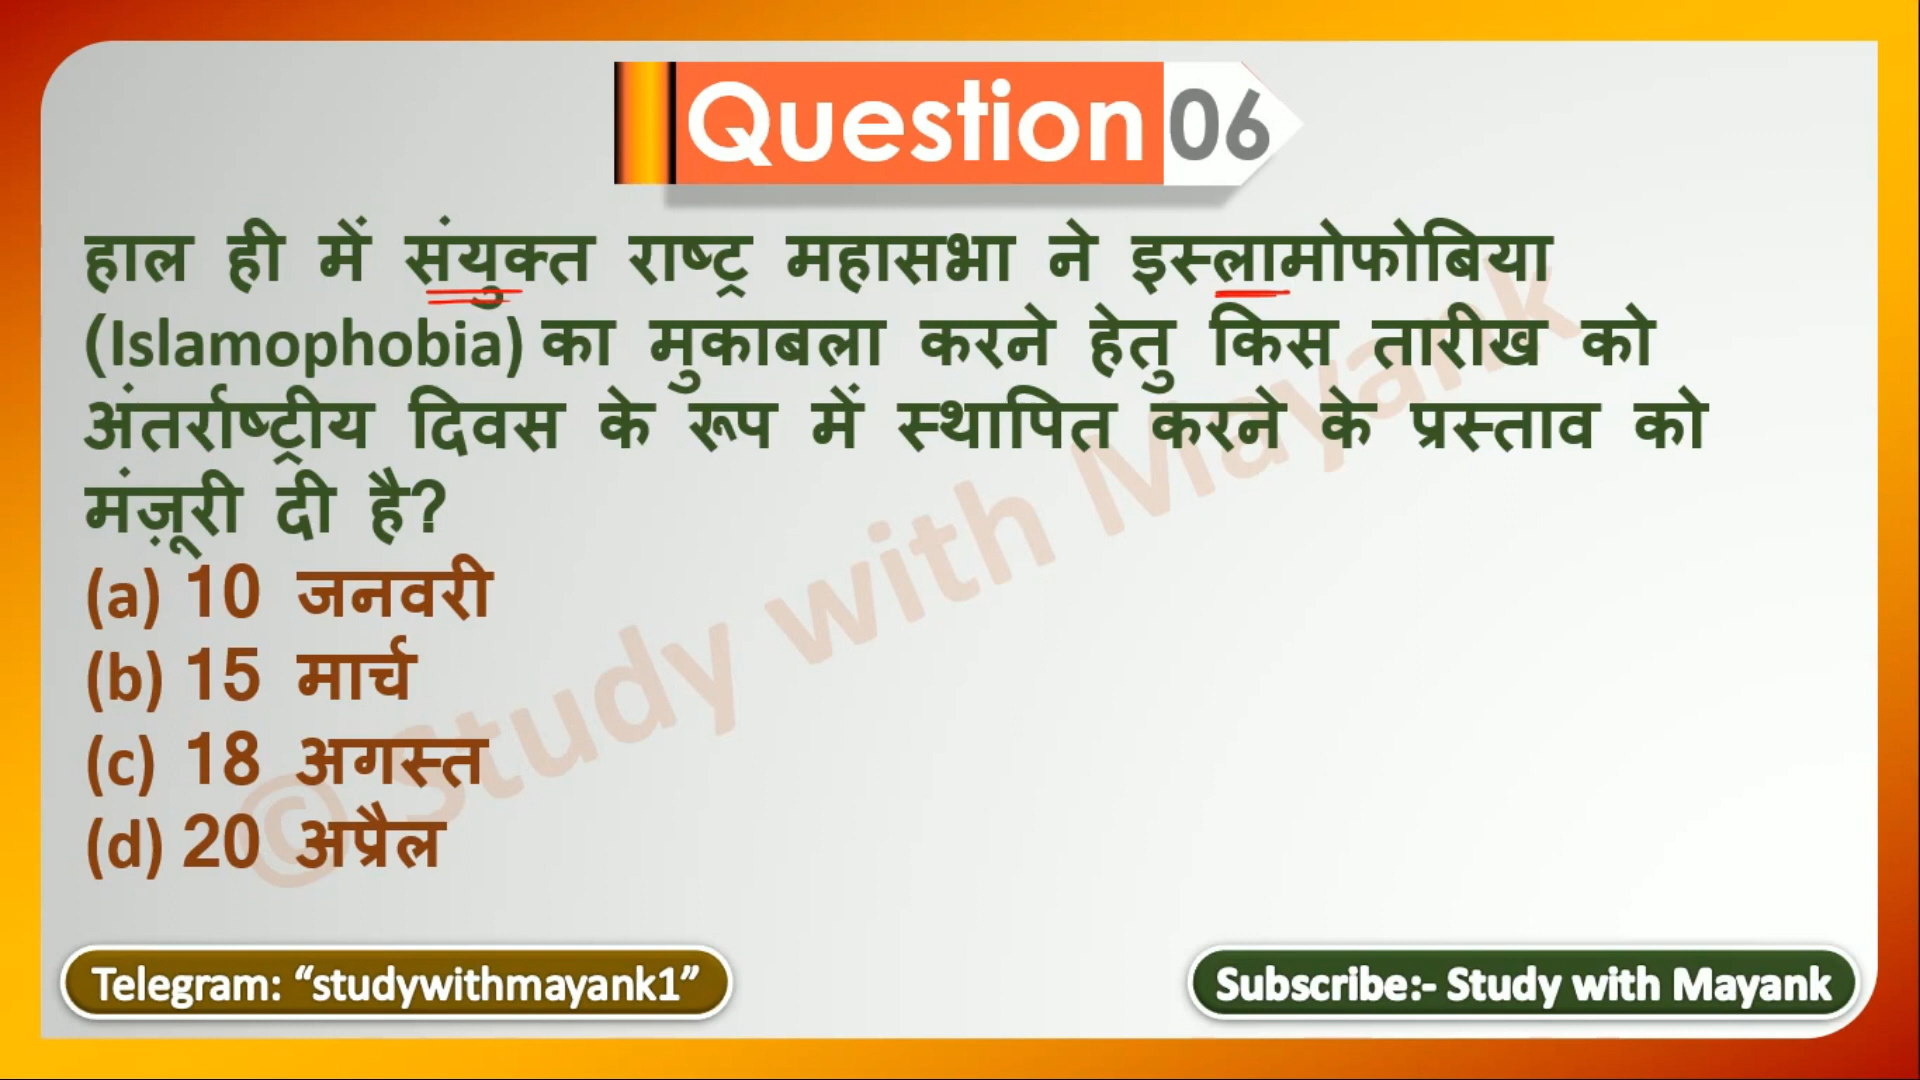 Question 06
हाल ही में संयुक्त राष्ट्र महासभा ने इस्लामोफोबिया
(Islamophobia) का मुकाबला करने हेतु किस तारीख को
अंतर्राष्ट्रीय दिवस के रूप में स्थापित करने के प्रस्ताव को
मंज़ूरी दी है?
(a) 10 जनवरी
(b) 15 मार्च
(c) 18 अगस्त
(d) 20 अप्रैल
© Study with Mayank
Telegram: “studywithmayank1”
Subscribe:- Study with Mayank